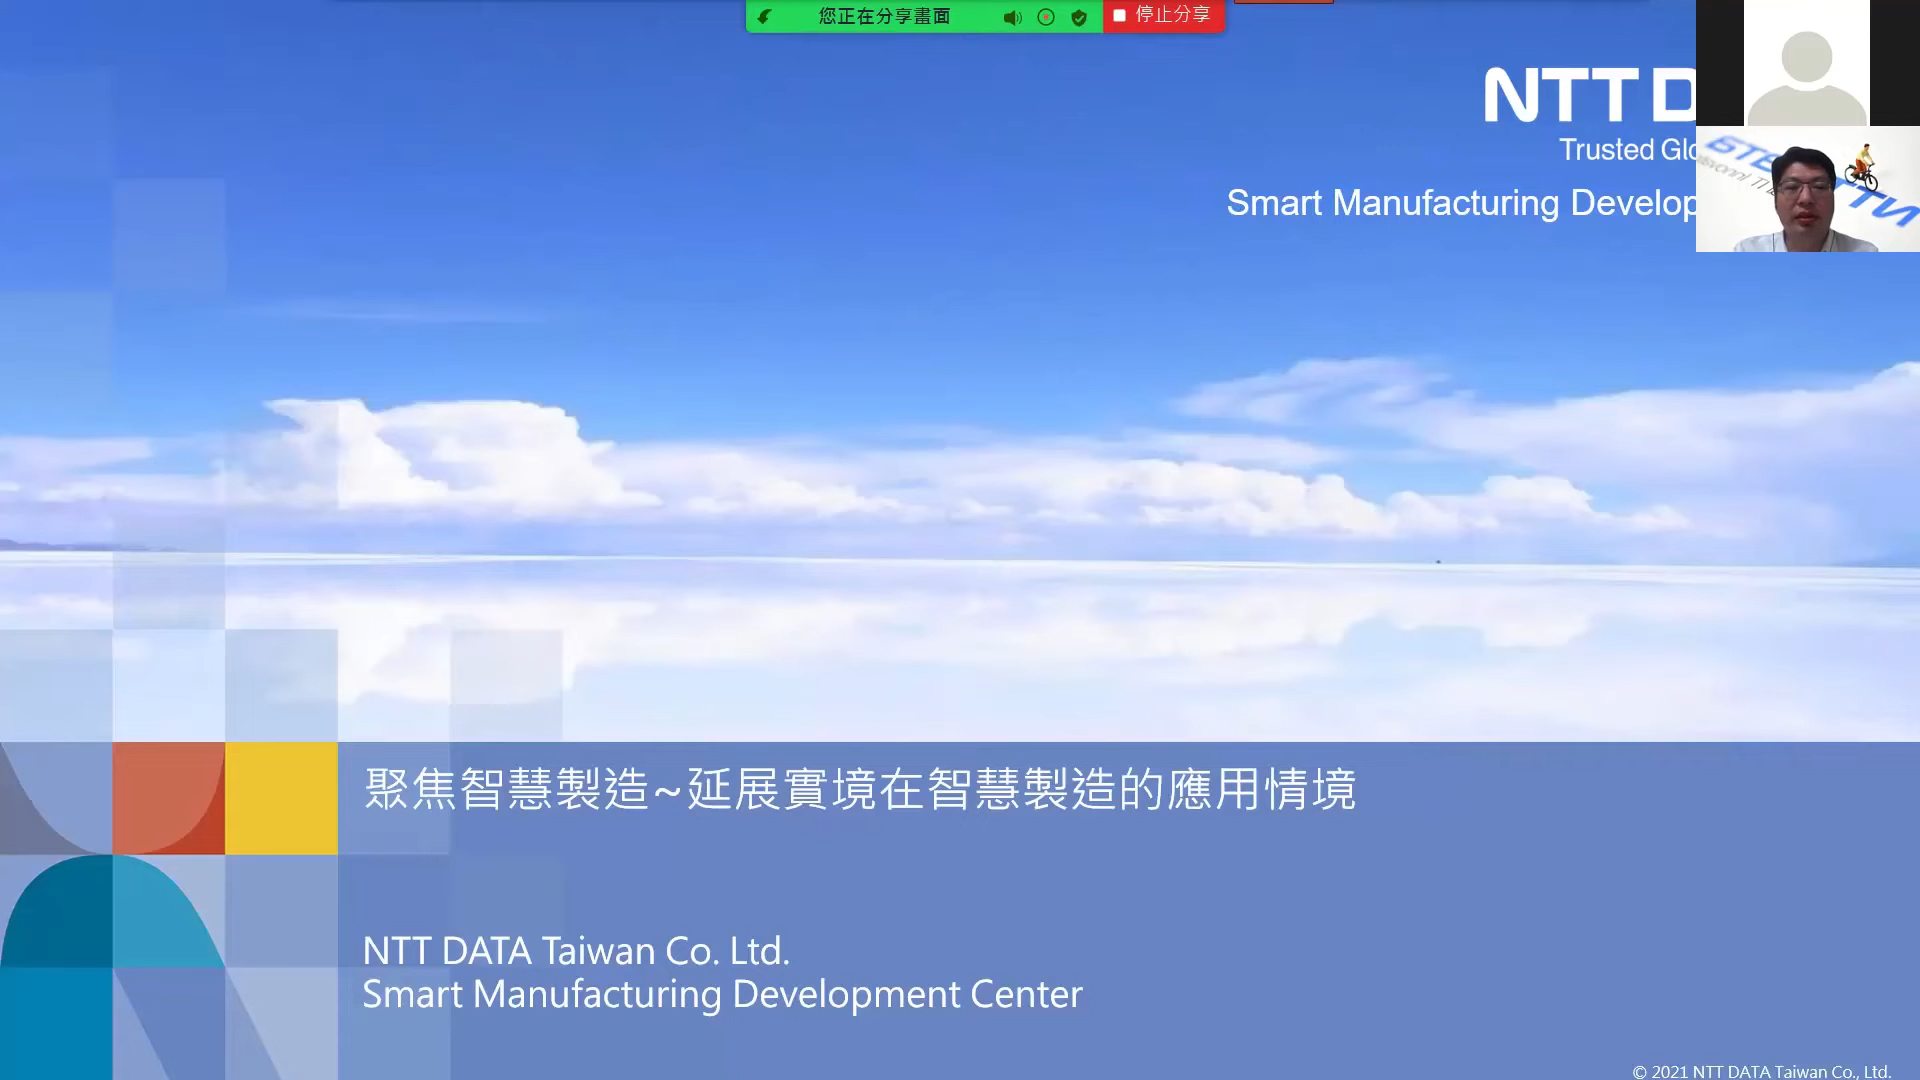 您正在分享畫面
停止分享
NTT D
Trusted Glo
Smart Manufacturing Develop
聚焦智慧製造~延展實境在智慧製造的應用情境
NTT DATA Taiwan Co. Ltd.
Smart Manufacturing Development Center
© 2021 NTT DATA Taiwan Co., Ltd.